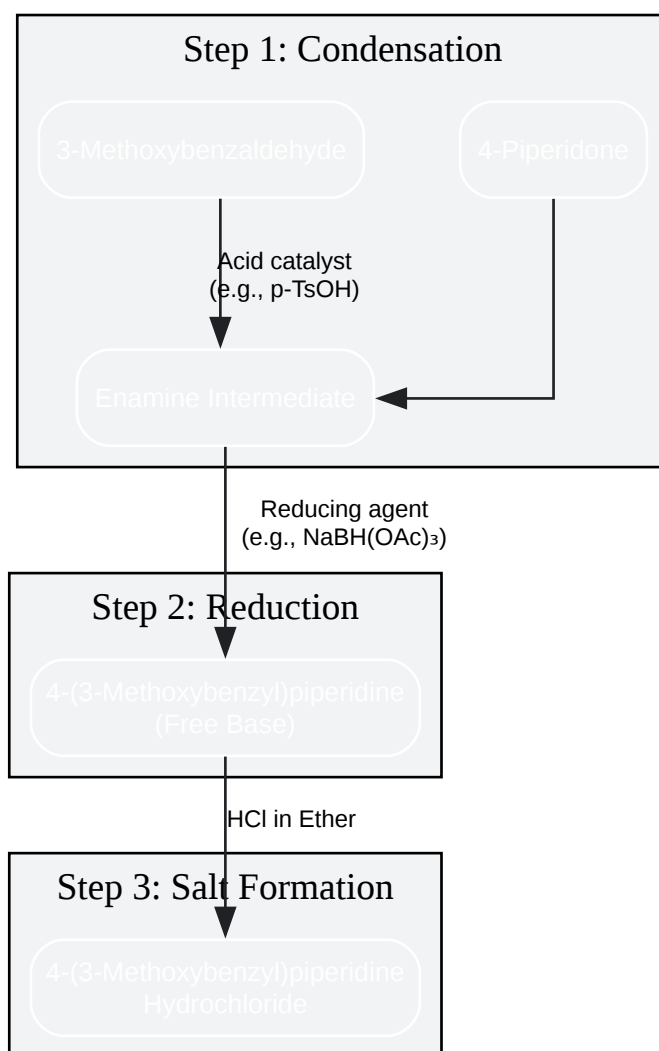 Step 1: Condensation
3-Methoxybenzaldehyde
4-Piperidone
Acid catalyst
(e.g., p-TsOH)
Enamine Intermediate
Reducing agent
(e.g., NaBH(OAc)₃)
Step 2: Reduction
4-(3-Methoxybenzyl)piperidine
(Free Base)
HCl in Ether
Step 3: Salt Formation
4-(3-Methoxybenzyl)piperidine
Hydrochloride